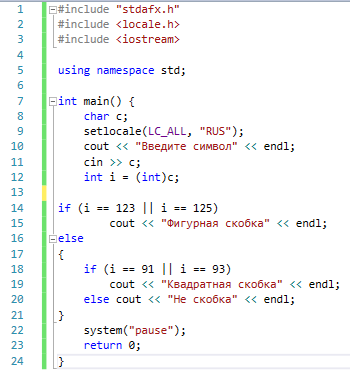 1 #include "stdafx.h"
2 #include <locale.h>
3 #include <iostream>
4
5 using namespace std;
6
7 int main() {
8     char c;
9     setlocale(LC_ALL, "RUS");
10     cout << "Введите символ" << endl;
11     cin >> c;
12     int i = (int)c;
13
14 if (i == 123 || i == 125)
15         cout << "Фигурная скобка" << endl;
16 else
17 {
18     if (i == 91 || i == 93)
19         cout << "Квадратная скобка" << endl;
20     else cout << "Не скобка" << endl;
21 }
22     system("pause");
23     return 0;
24 }